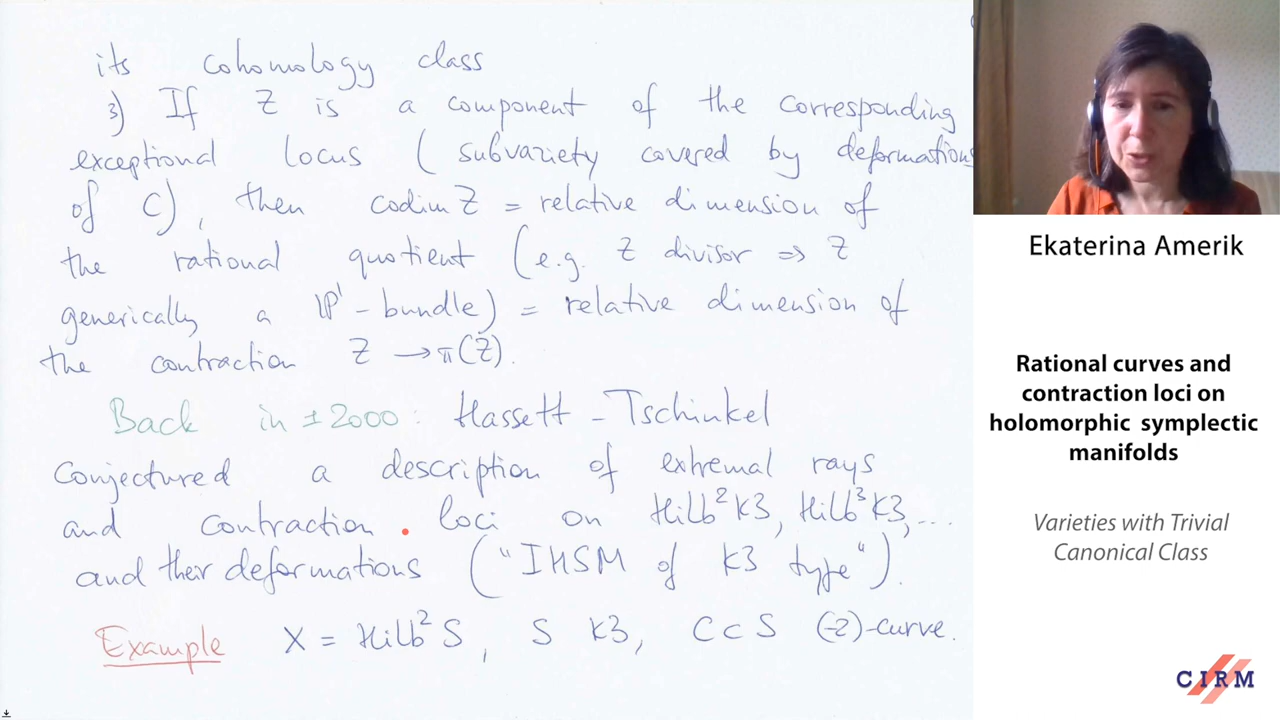 its cohomology class
3) If Z is a component of the corresponding
exceptional locus (subvariety covered by deformations
of C), then codim Z = relative dimension of
the rational quotient (e.g. Z divisor ⇒ Z
generically a ℙ¹-bundle) = relative dimension of
the contraction Z → π(Z).
Back in ±2000: Hassett - Tschinkel
conjectured a description of extremal rays
and contraction loci on Hilb² K3, Hilb³ K3, ...
and their deformations ("IHSM of K3 type").
Example X = Hilb² S, S K3, C ⊂ S (-2)-curve.
Ekaterina Amerik
Rational curves and
contraction loci on
holomorphic symplectic
manifolds
Varieties with Trivial
Canonical Class
CIRM